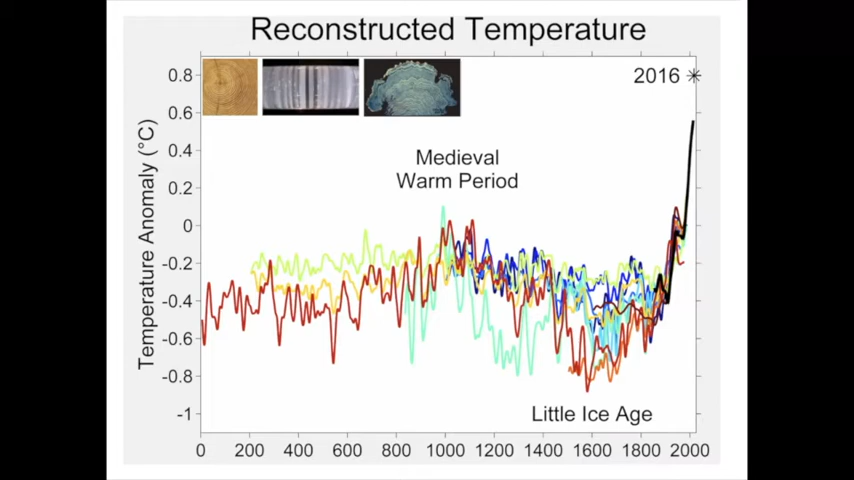 Reconstructed Temperature
2016
Medieval
Warm Period
Little Ice Age
Temperature Anomaly (°C)
0.8
0.6
0.4
0.2
0
-0.2
-0.4
-0.6
-0.8
-1
0 200 400 600 800 1000 1200 1400 1600 1800 2000